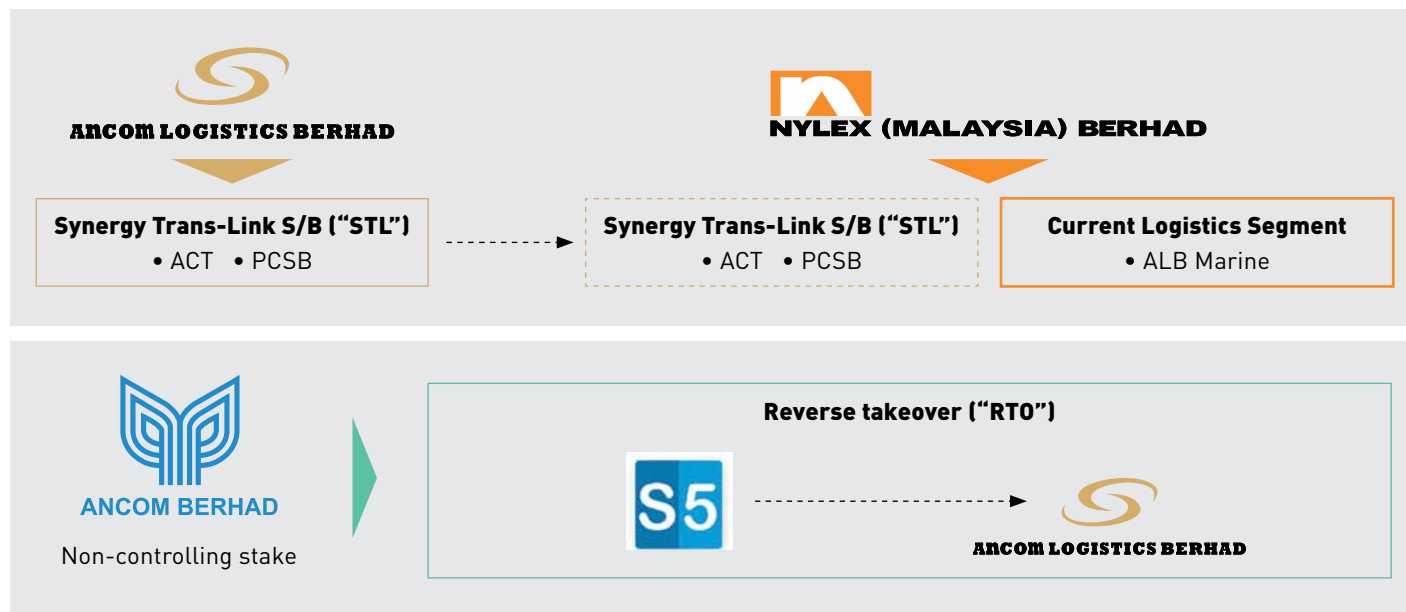 ANCOM LOGISTICS BERHAD
NYLEX (MALAYSIA) BERHAD
Synergy Trans-Link S/B (“STL”)
• ACT • PCSB
Synergy Trans-Link S/B (“STL”)
• ACT • PCSB
Current Logistics Segment
• ALB Marine
ANCOM BERHAD
Non-controlling stake
Reverse takeover (“RTO”)
S5
ANCOM LOGISTICS BERHAD